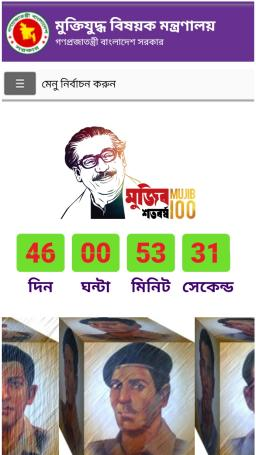 মুক্তিযুদ্ধ বিষয়ক মন্ত্রণালয়
গণপ্রজাতন্ত্রী বাংলাদেশ সরকার
মেনু নির্বাচন করুন
মুজিব MUJIB
শতবর্ষ 100
46 00 53 31
দিন ঘন্টা মিনিট সেকেন্ড